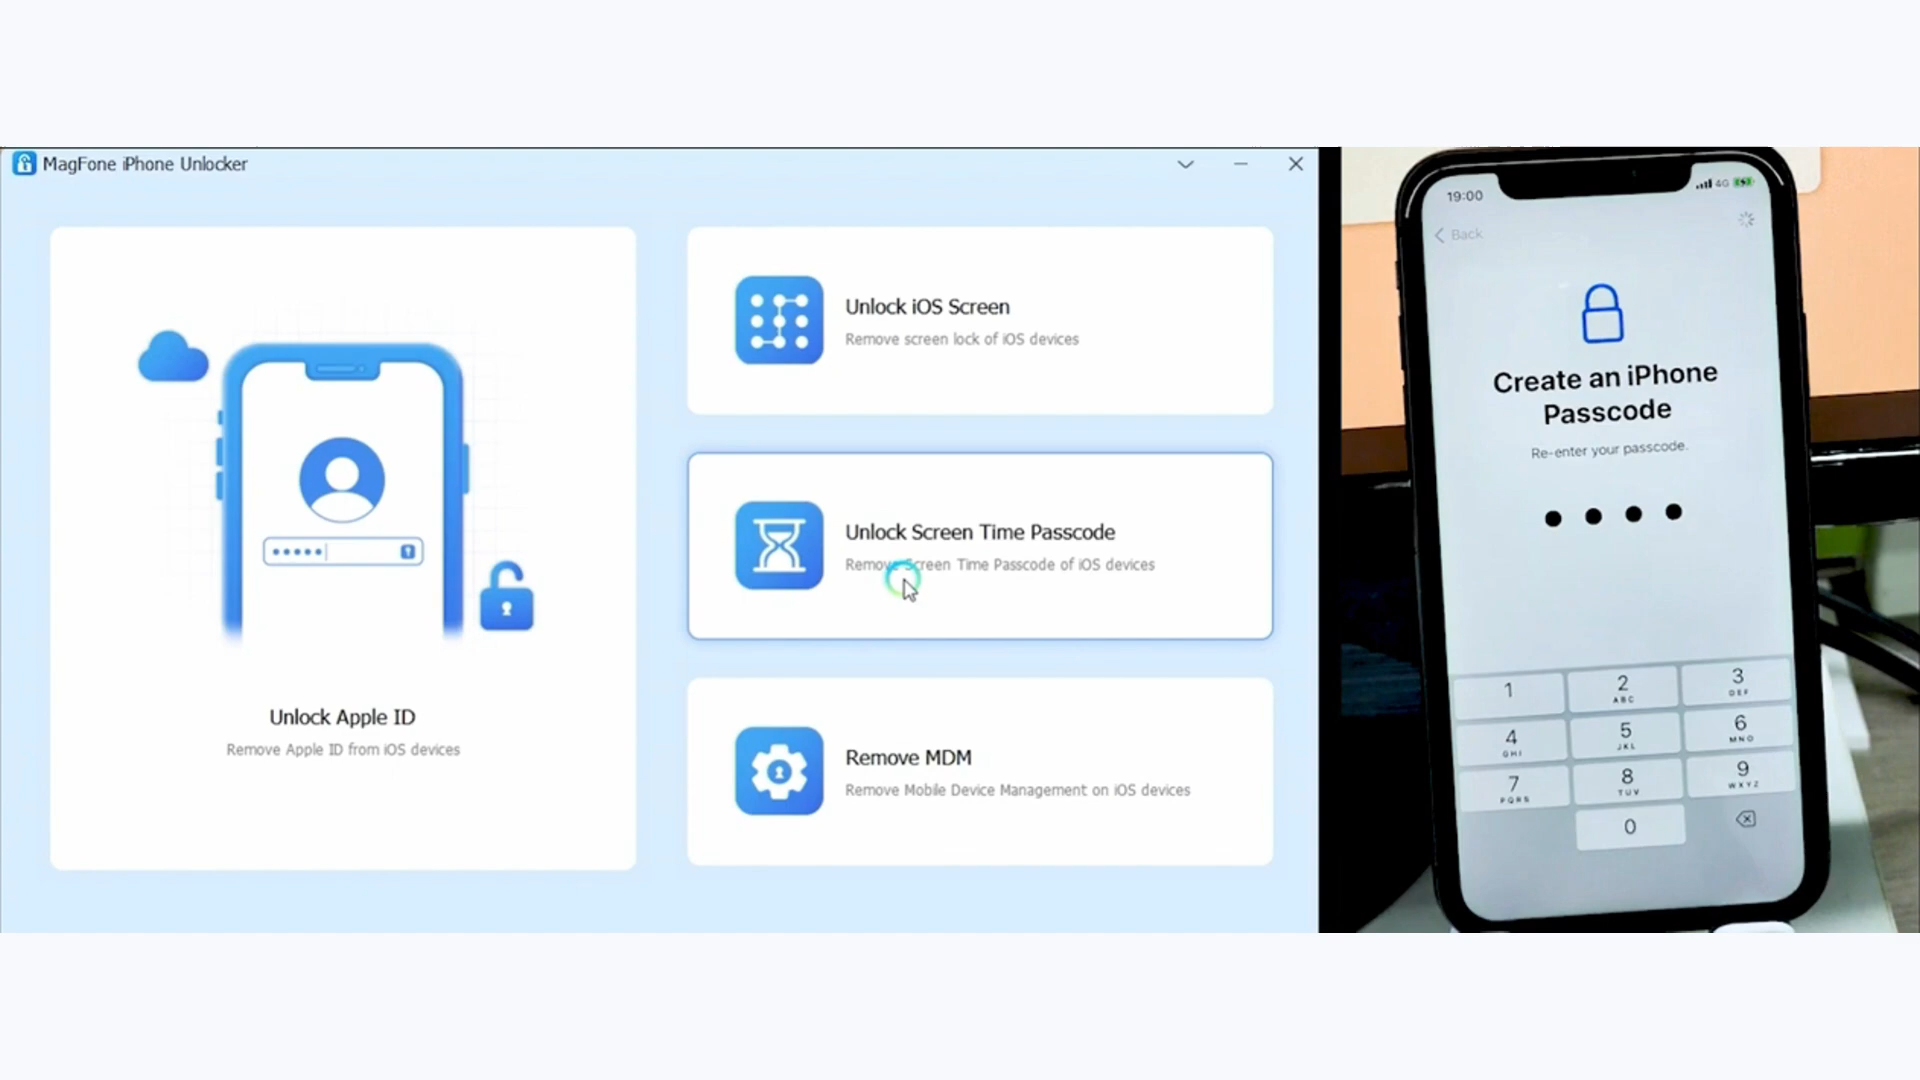 MagFone iPhone Unlocker
Unlock Apple ID
Remove Apple ID from iOS devices
Unlock iOS Screen
Remove screen lock of iOS devices
Unlock Screen Time Passcode
Remove Screen Time Passcode of iOS devices
Remove MDM
Remove Mobile Device Management on iOS devices
19:00
4G
Back
Create an iPhone
Passcode
Re-enter your passcode.
1 2 3
ABC DEF
4 5 6
GHI JKL MNO
7 8 9
PQRS TUV WXYZ
0